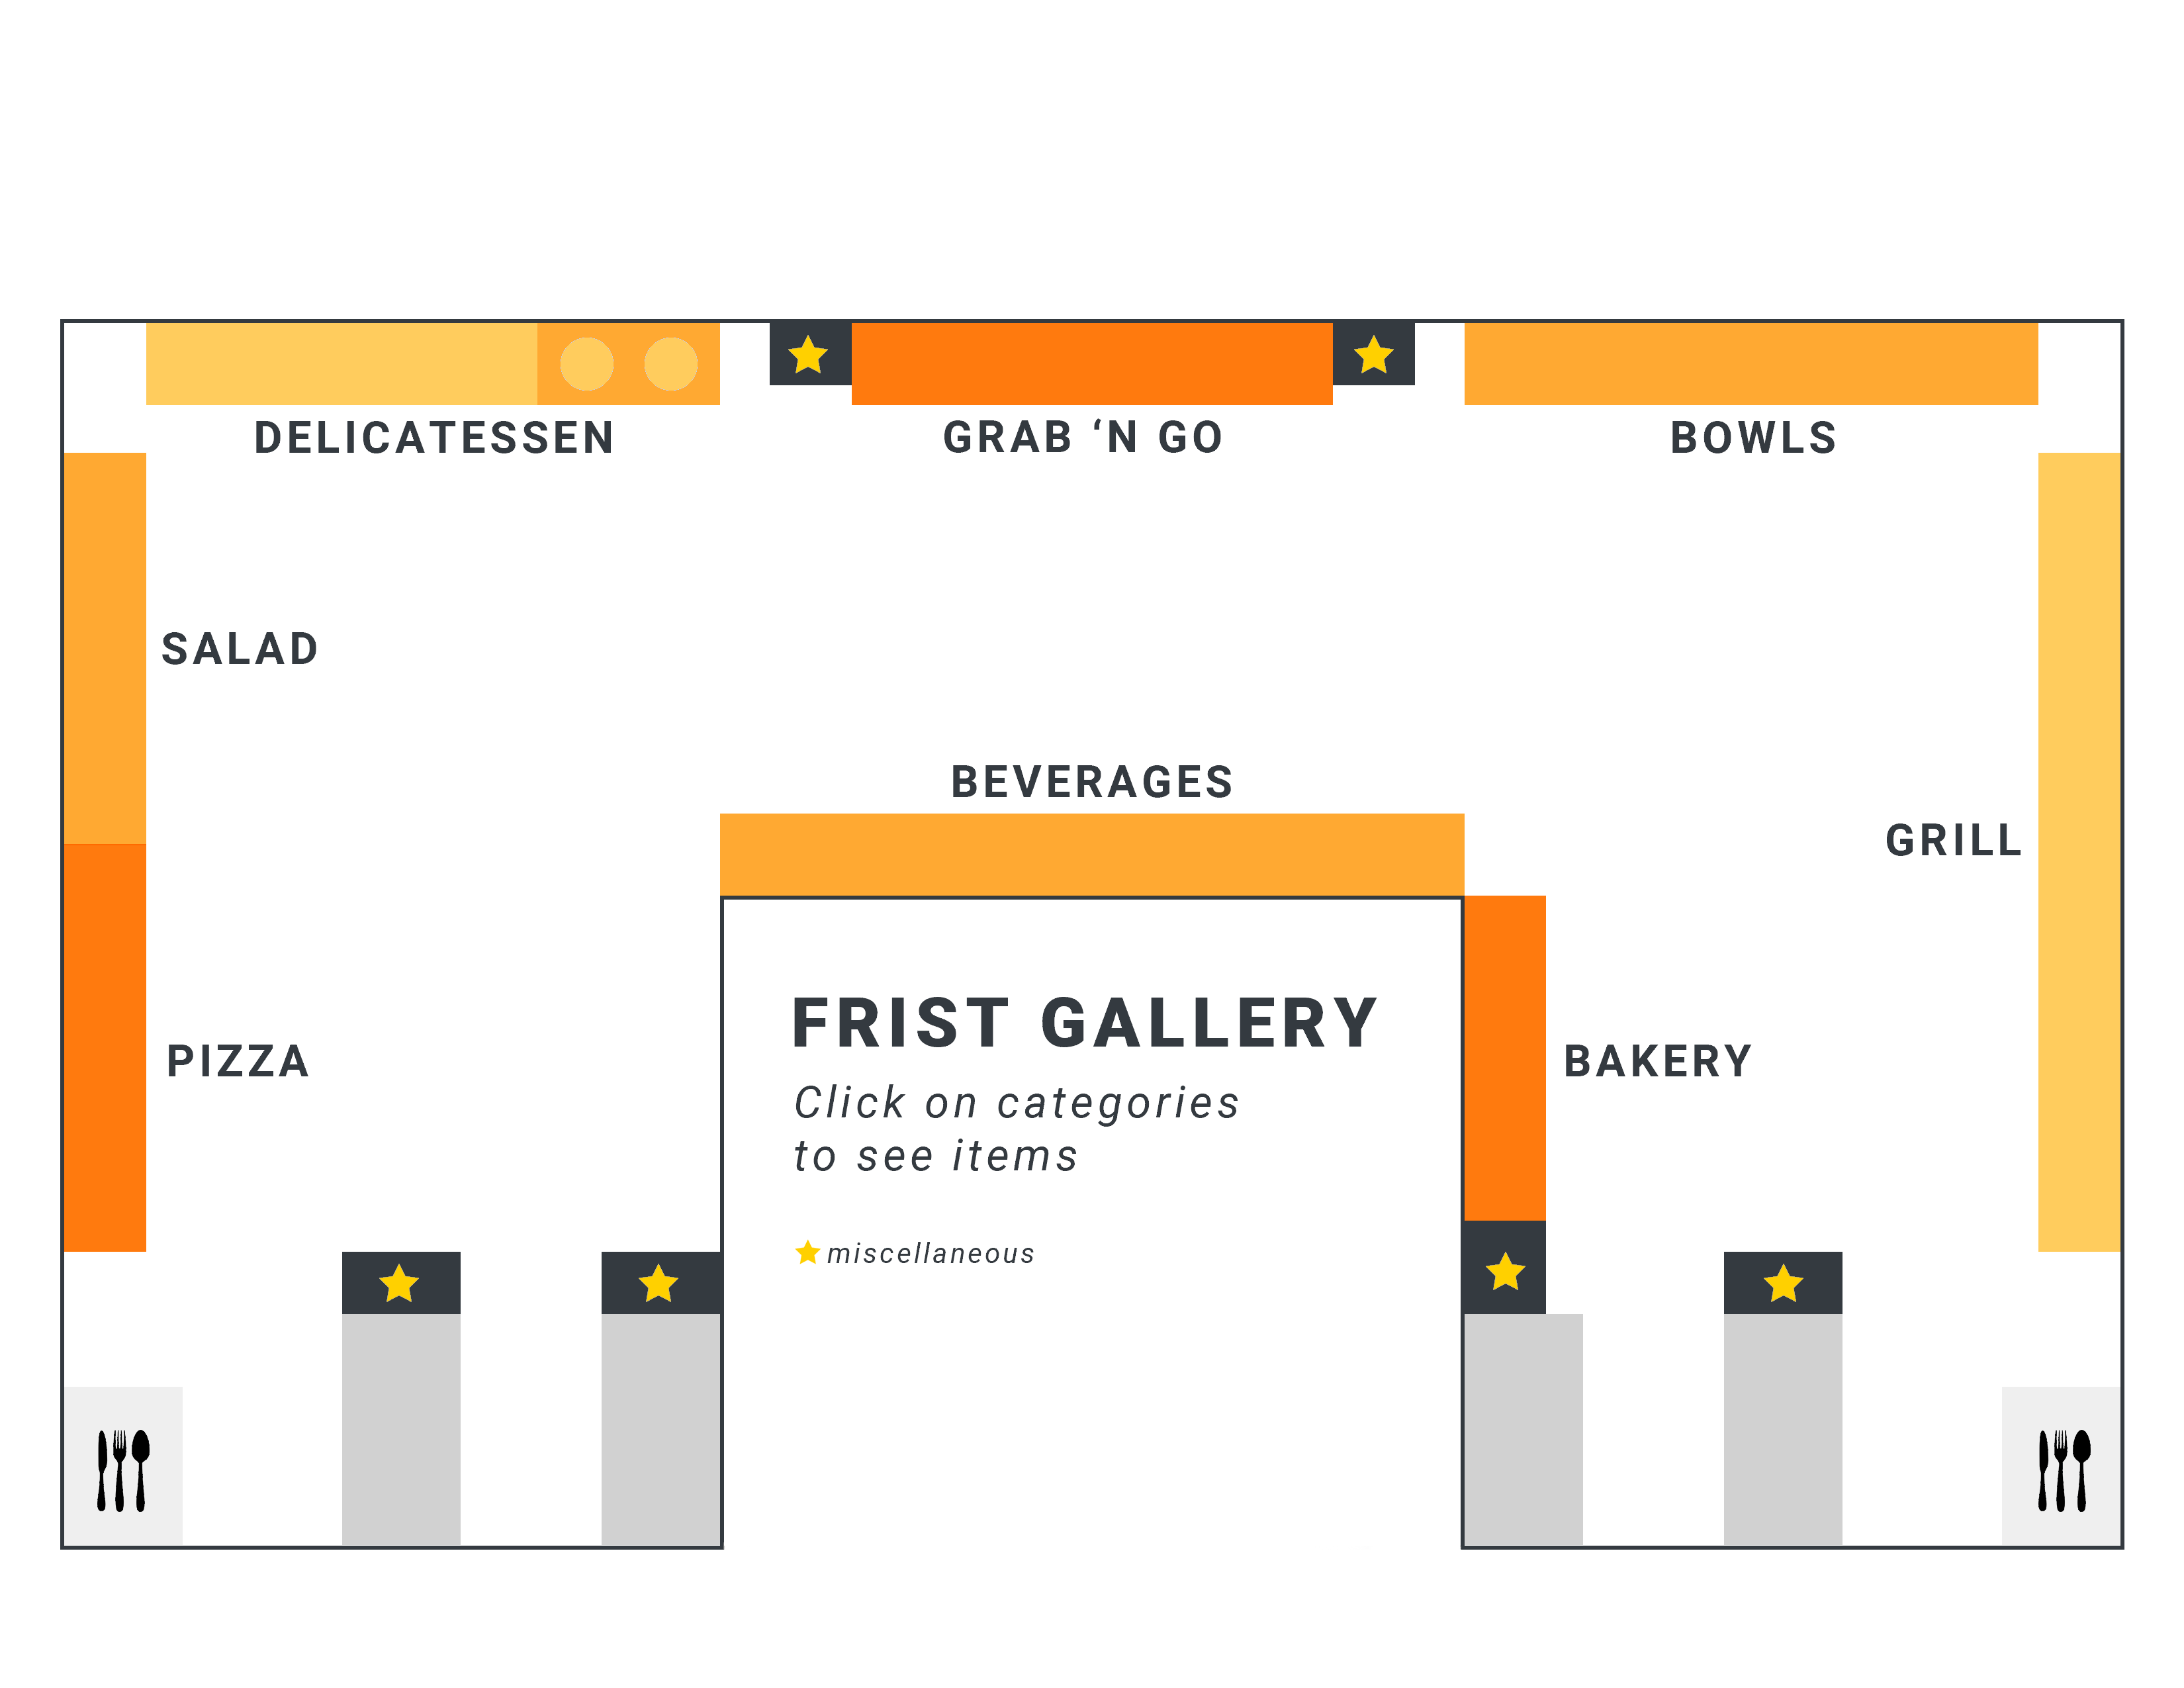 DELICATESSEN
GRAB ‘N GO
BOWLS
SALAD
BEVERAGES
GRILL
FRIST GALLERY
PIZZA
BAKERY
Click on categories
to see items
miscellaneous